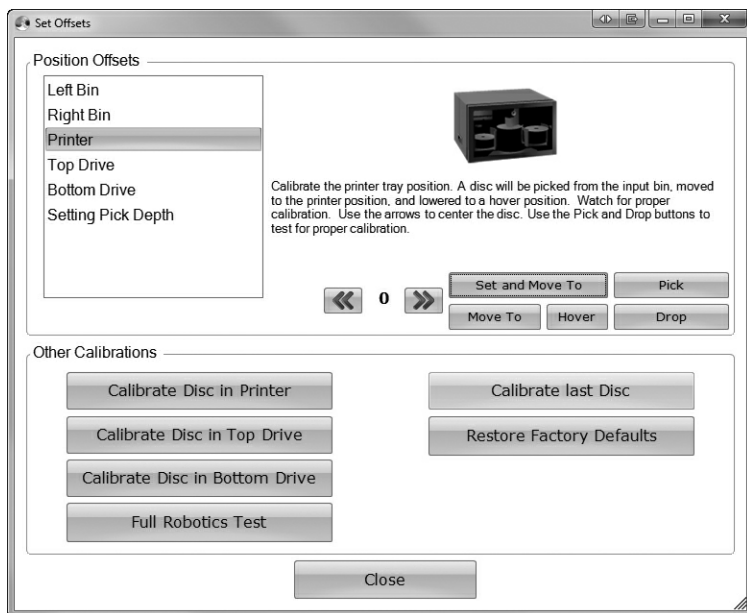 Set Offsets
Position Offsets
Left Bin
Right Bin
Printer
Top Drive
Bottom Drive
Setting Pick Depth
Calibrate the printer tray position. A disc will be picked from the input bin, moved
to the printer position, and lowered to a hover position. Watch for proper
calibration. Use the arrows to center the disc. Use the Pick and Drop buttons to
test for proper calibration.
0
Set and Move To
Pick
Move To
Hover
Drop
Other Calibrations
Calibrate Disc in Printer
Calibrate last Disc
Calibrate Disc in Top Drive
Restore Factory Defaults
Calibrate Disc in Bottom Drive
Full Robotics Test
Close